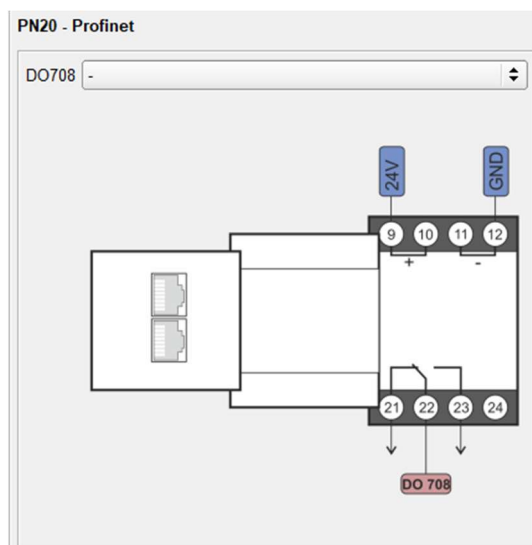 PN20 - Profinet
DO708 -
24V GND
9 10 11 12
+ -
21 22 23 24
DO 708